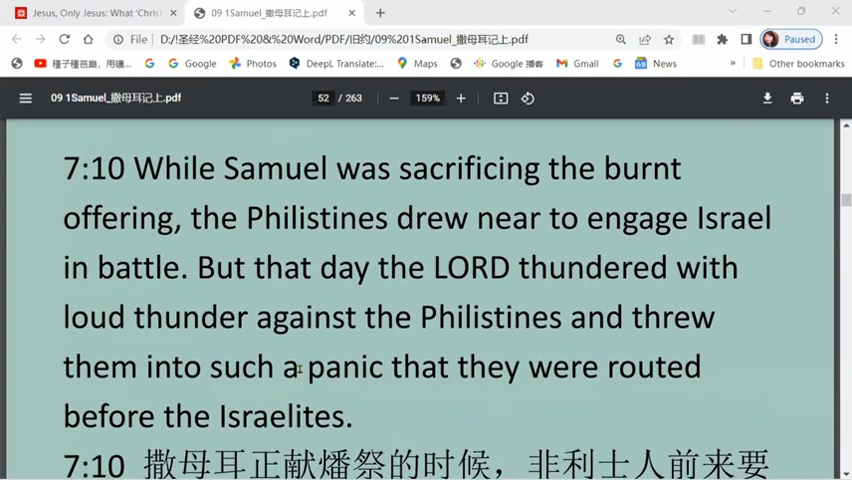 Jesus, Only Jesus: What 'Christ
09 1Samuel_撒母耳记上.pdf
File D:/!圣经%20PDF%20&%20Word/PDF/旧约/09%201Samuel_撒母耳记上.pdf
Paused
種子種芭樂，用礦...
Google
Photos
DeepL Translate:...
Maps
Google 播客
Gmail
News
Other bookmarks
09 1Samuel_撒母耳记上.pdf
52 / 263
159%
7:10 While Samuel was sacrificing the burnt
offering, the Philistines drew near to engage Israel
in battle. But that day the LORD thundered with
loud thunder against the Philistines and threw
them into such a panic that they were routed
before the Israelites.
7:10 撒母耳正献燔祭的时候，非利士人前来要